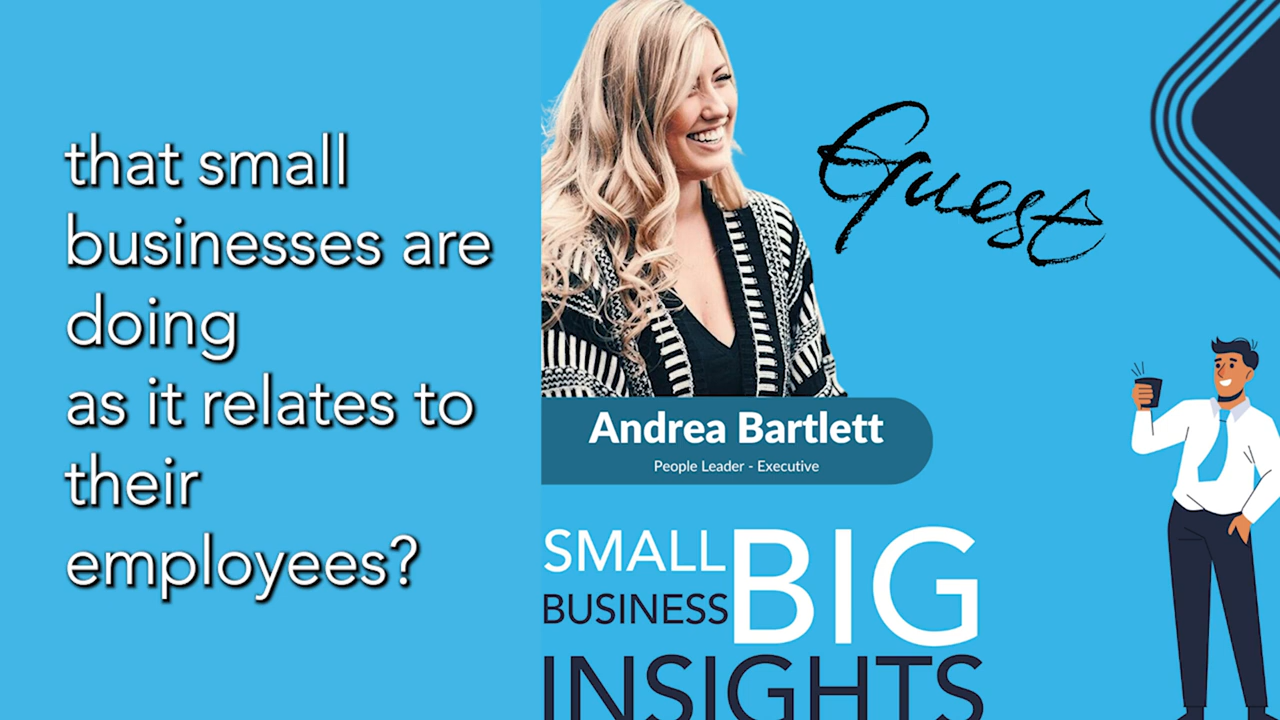 that small
businesses are
doing
as it relates to
their
employees?
Guest
Andrea Bartlett
People Leader - Executive
SMALL
BUSINESS
BIG
INSIGHTS